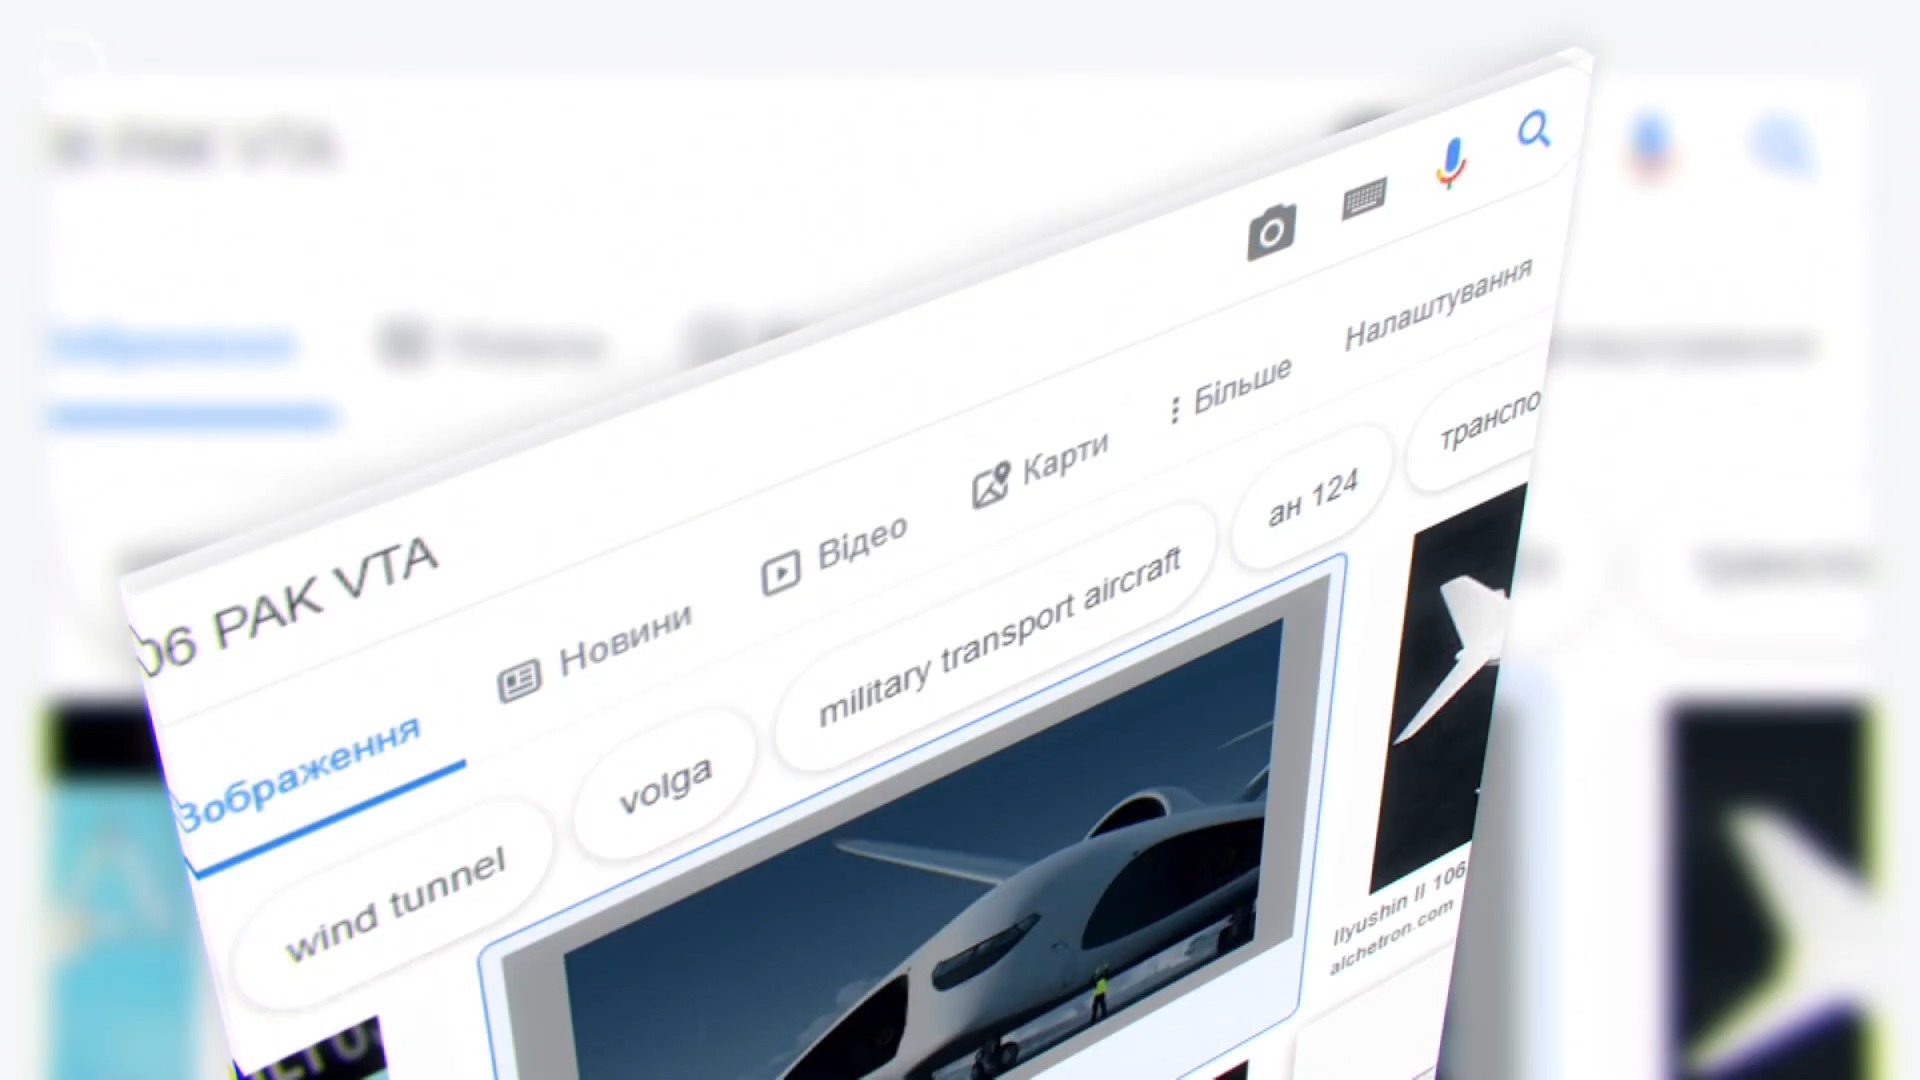 06 PAK VTA
Зображення Новини Відео Карти Більше Налаштування
wind tunnel volga military transport aircraft ан 124 транспо
Ilyushin Il 106
alchetron.com